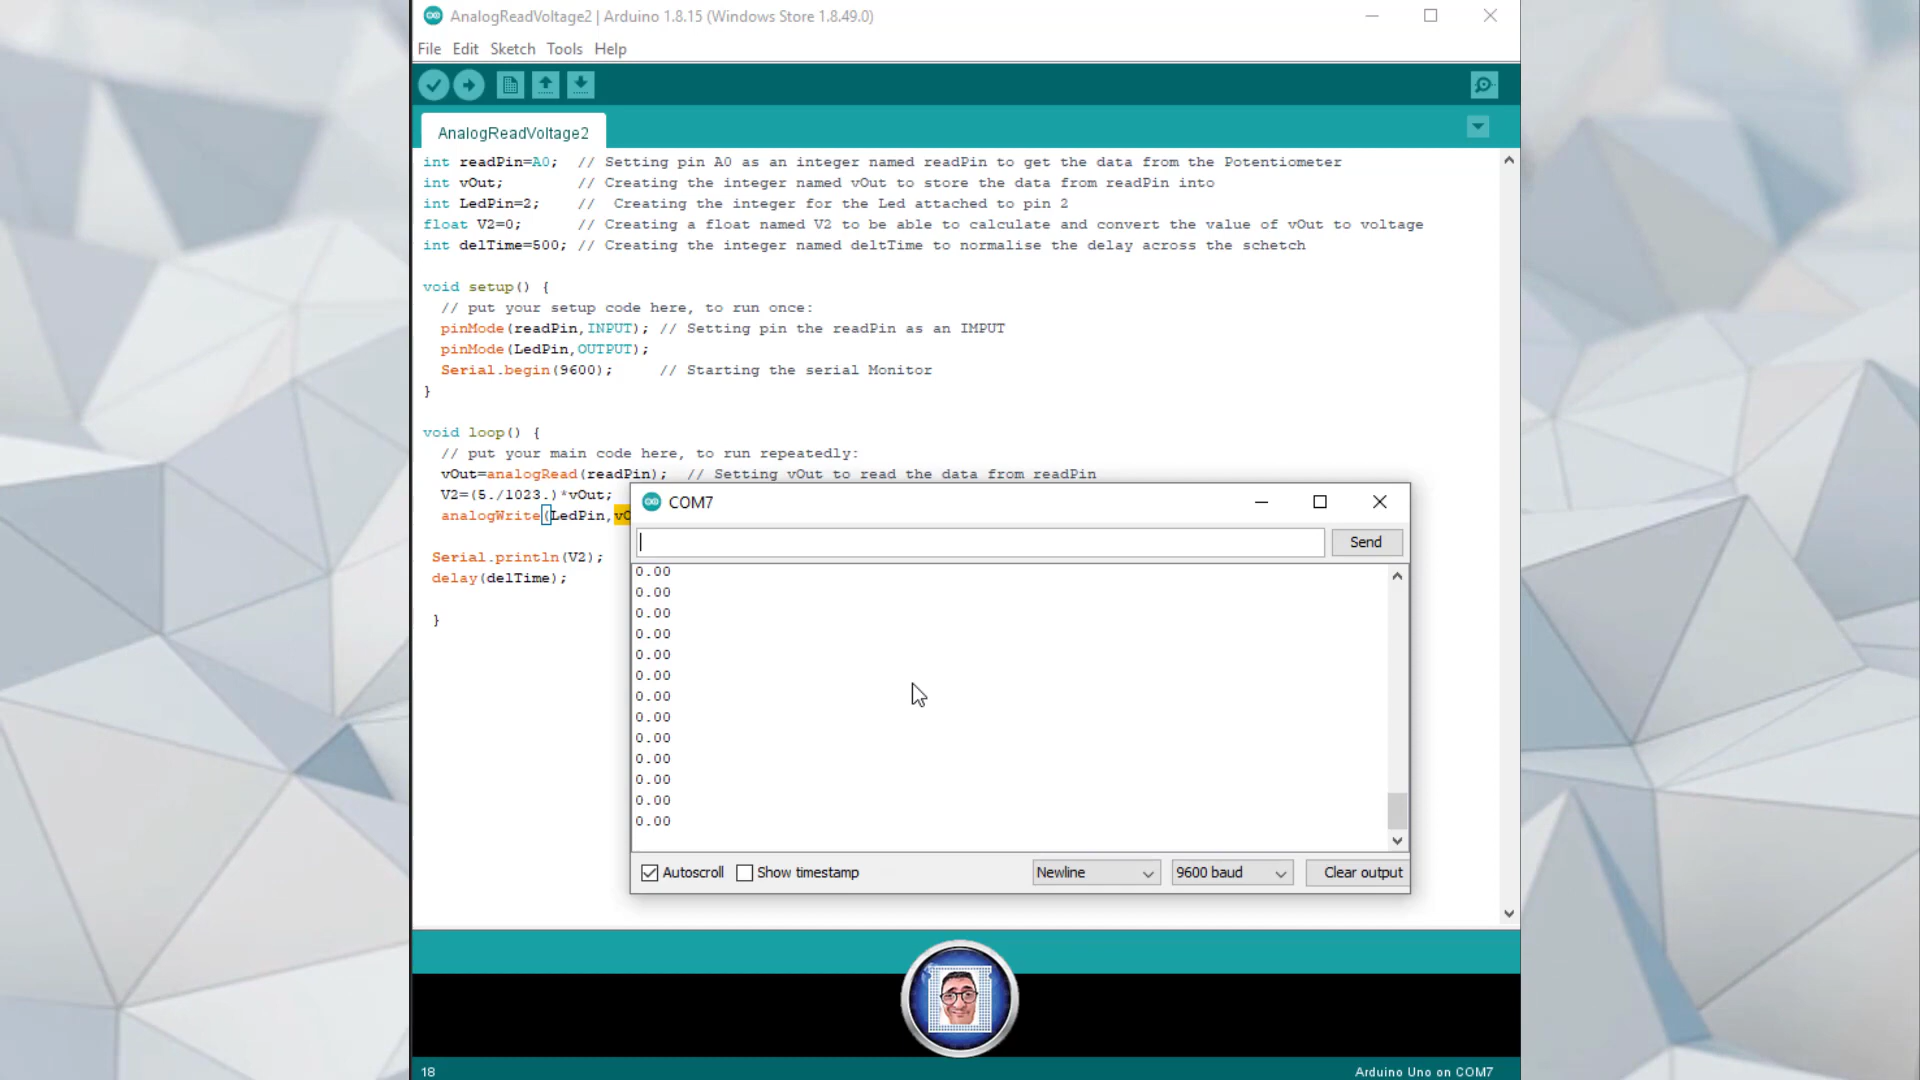 AnalogReadVoltage2 | Arduino 1.8.15 (Windows Store 1.8.49.0)
File Edit Sketch Tools Help
AnalogReadVoltage2
int readPin=A0;  // Setting pin A0 as an integer named readPin to get the data from the Potentiometer
int vOut;        // Creating the integer named vOut to store the data from readPin into
int LedPin=2;    //  Creating the integer for the Led attached to pin 2
float V2=0;      // Creating a float named V2 to be able to calculate and convert the value of vOut to voltage
int delTime=500; // Creating the integer named deltTime to normalise the delay across the schetch
void setup() {
// put your setup code here, to run once:
pinMode(readPin,INPUT); // Setting pin the readPin as an IMPUT
pinMode(LedPin,OUTPUT);
Serial.begin(9600);     // Starting the serial Monitor
}
void loop() {
// put your main code here, to run repeatedly:
vOut=analogRead(readPin);  // Setting vOut to read the data from readPin
V2=(5./1023.)*vOut;
analogWrite(LedPin,vO
Serial.println(V2);
delay(delTime);
}
COM7
Send
0.00
0.00
0.00
0.00
0.00
0.00
0.00
0.00
0.00
0.00
0.00
0.00
0.00
Autoscroll Show timestamp Newline 9600 baud Clear output
18 Arduino Uno on COM7